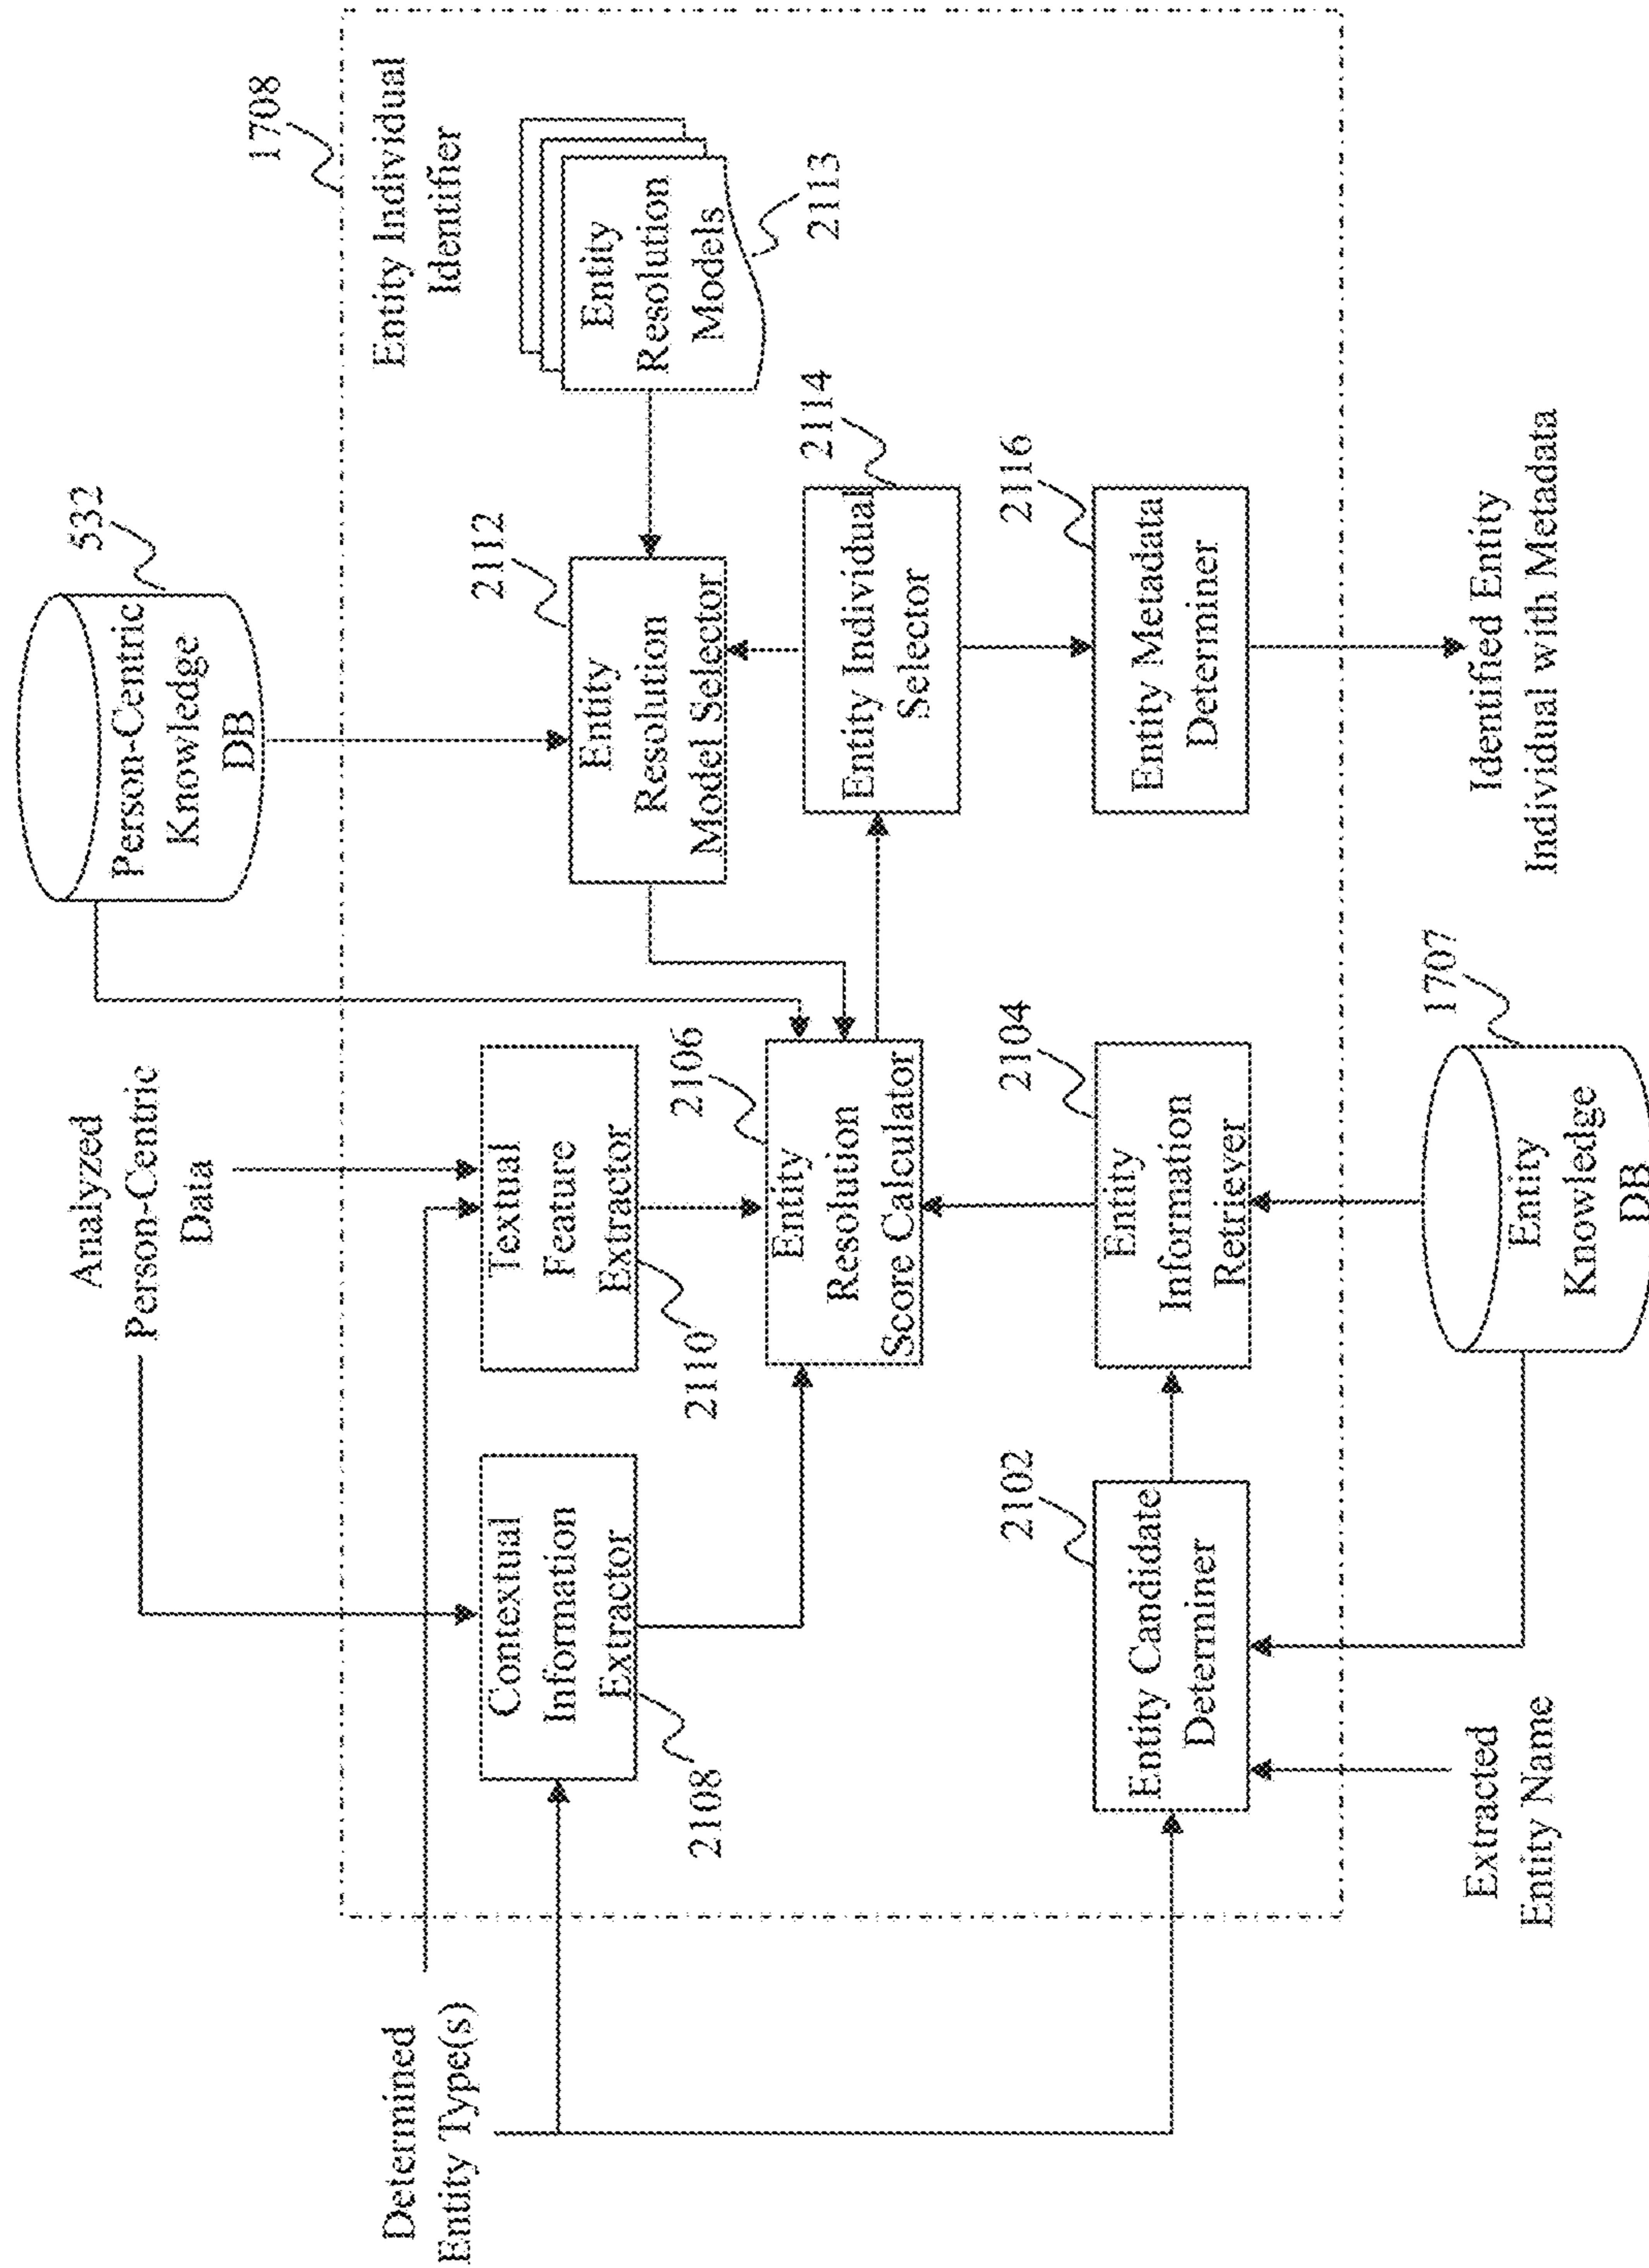 Analyzed
Person-Centric
Data
Person-Centric
Knowledge
DB
532
1708
Determined
Entity Type(s)
Entity Individual
Identifier
Contextual
Information
Extractor
2108
Textual
Feature
Extractor
2110
Entity
Resolution
Model Selector
2112
Entity
Resolution
Models
2113
Entity
Resolution
Score Calculator
2106
Entity Individual
Selector
2114
Entity Candidate
Determiner
2102
Entity
Information
Retriever
2104
Entity Metadata
Determiner
2116
Extracted
Entity Name
Entity
Knowledge
DB
1707
Identified Entity
Individual with Metadata